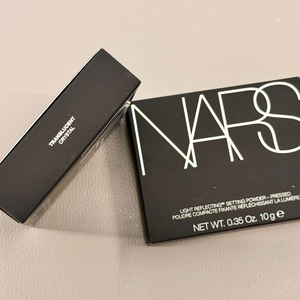 TRANSLUCENT
CRYSTAL
NARS
LIGHT REFLECTING™ SETTING POWDER – PRESSED
POUDRE COMPACTE FIXANTE RÉFLÉCHISSANT LA LUMIÈRE
NET WT. 0.35 Oz. 10 g ℮